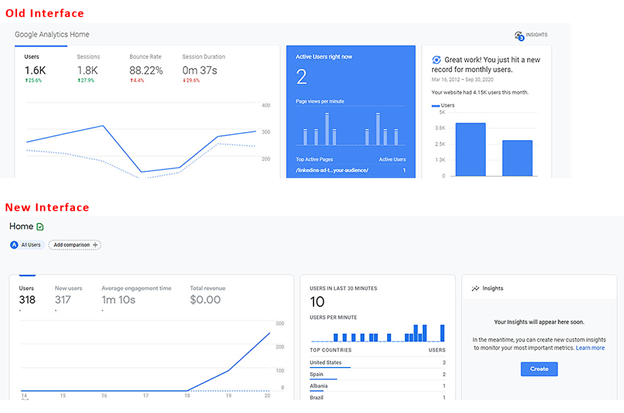 Old Interface
Google Analytics Home
INSIGHTS
Users Sessions Bounce Rate Session Duration
1.6K 1.8K 88.22% 0m 37s
↑25.6% ↑27.9% ↑4.4% ↓29.6%
400
300
200
Active Users right now
2
Page views per minute
Top Active Pages Active Users
/linkedins-ad-t...your-audience/ 1
Great work! You just hit a new
record for monthly users.
Mar 16, 2012 – Sep 30, 2020
Your website had 4.15K users this month.
Users
5K
3.8K
2.5K
1.3K
0
New Interface
Home
A All Users Add comparison +
Users New users Average engagement time Total revenue
318 317 1m 10s $0.00
300
200
100
0
14 15 16 17 18 19 20
USERS IN LAST 30 MINUTES
10
USERS PER MINUTE
TOP COUNTRIES USERS
United States 3
Spain 2
Albania 1
Brazil 1
Insights
Your Insights will appear here soon.
In the meantime, you can create new custom insights
to monitor your most important metrics. Learn more
Create